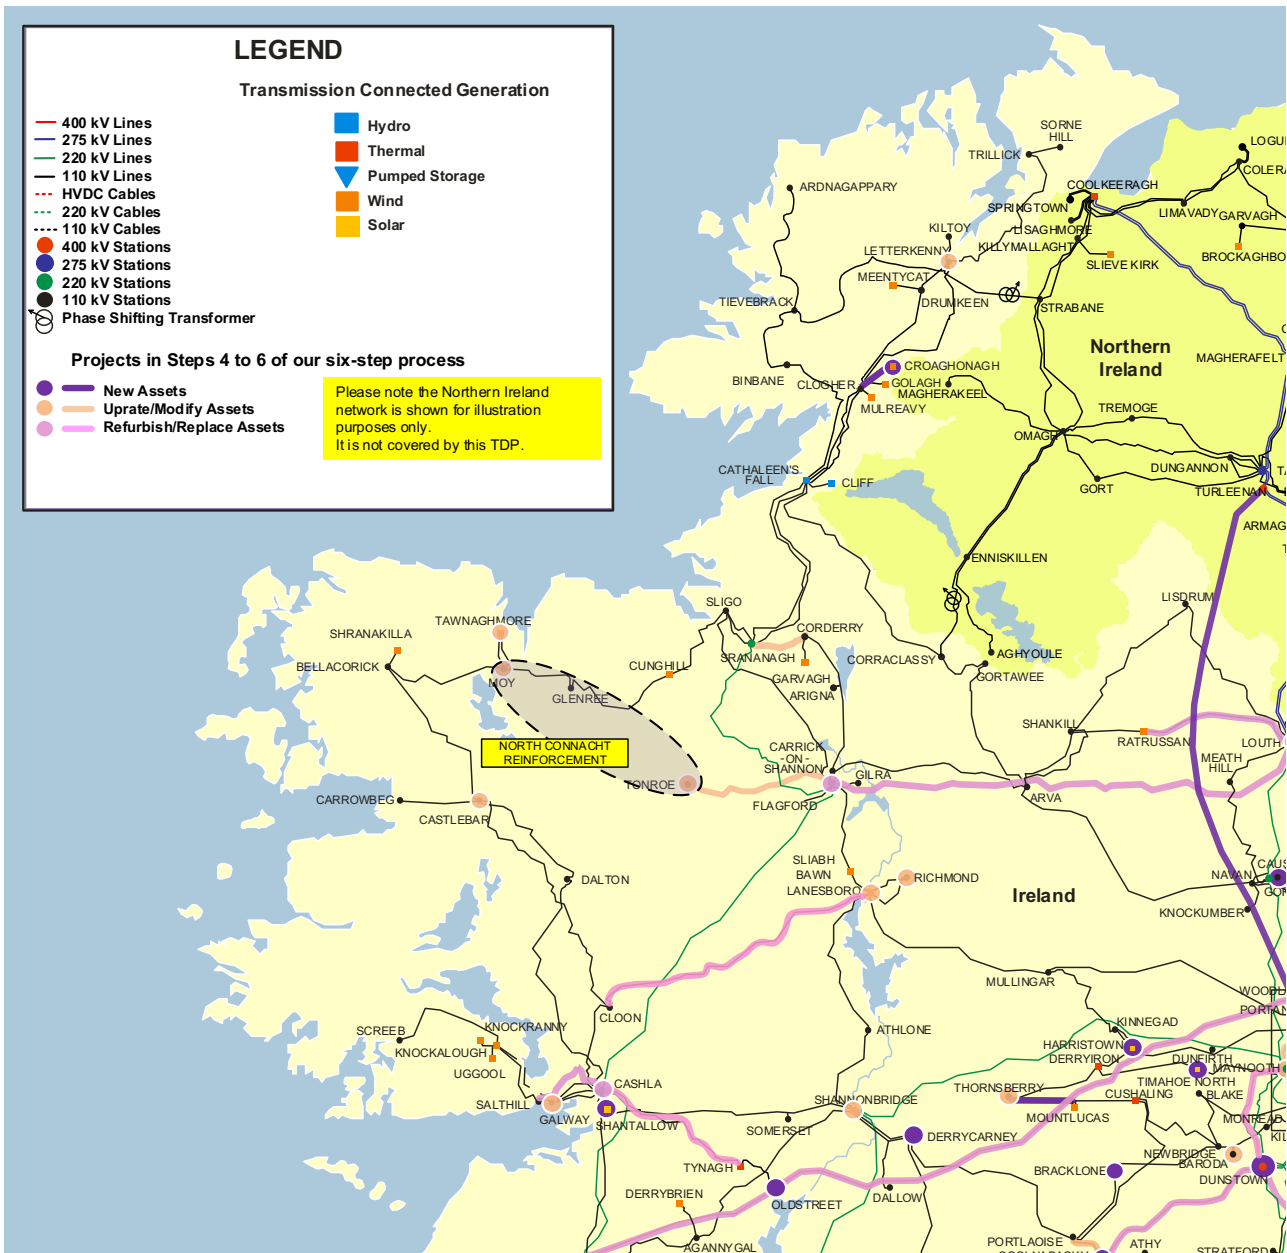 LEGEND
Transmission Connected Generation
400 kV Lines
275 kV Lines
220 kV Lines
110 kV Lines
HVDC Cables
220 kV Cables
110 kV Cables
400 kV Stations
275 kV Stations
220 kV Stations
110 kV Stations
Phase Shifting Transformer
Hydro
Thermal
Pumped Storage
Wind
Solar
Projects in Steps 4 to 6 of our six-step process
New Assets
Uprate/Modify Assets
Refurbish/Replace Assets
Please note the Northern Ireland
network is shown for illustration
purposes only.
It is not covered by this TDP.
SORNE
HILL
TRILLICK
ARDNAGAPPARY
COOLKEERAGH
SPRINGTOWN
LISAGHMORE
KILLYMALLAGHT
LIMAVADY
GARVAGH
SLIEVE KIRK
KILTOY
LETTERKENNY
MEENTYCAT
DRUMKEEN
STRABANE
TIEVEBRACK
Northern
Ireland
MAGHERAFELT
BINBANE
CLOGHER
CROAGHONAGH
GOLAGH
MAGHERAKEEL
MULREAVY
TREMOGE
OMAGH
DUNGANNON
GORT
TURLEENAN
CATHALEEN'S
FALL
CLIFF
ENNISKILLEN
LISDRUM
SLIGO
TAWNAGHMORE
SHRANAKILLA
BELLACORICK
MOY
GLENREE
CUNGHILL
SRANANAGH
CORDERRY
GARVAGH
ARIGNA
CORRACLASSY
AGHYOULE
GORTAWEE
SHANKILL
RATRUSSAN
LOUTH
MEATH
HILL
NORTH CONNACHT
REINFORCEMENT
TONROE
CARRICK
-ON-
SHANNON
GILRA
FLAGFORD
ARVA
CARROWBEG
CASTLEBAR
DALTON
SLIABH
BAWN
LANESBORO
RICHMOND
Ireland
NAVAN
KNOCKUMBER
MULLINGAR
CLOON
ATHLONE
SCREEB
KNOCKRANNY
KNOCKALOUGH
UGGOOL
SALTHILL
GALWAY
CASHLA
SHANTALLOW
KINNEGAD
HARRISTOWN
DERRYIRON
DUNFIRTH
MAYNOOTH
TIMAHOE NORTH
BLAKE
THORNSBERRY
CUSHALING
MOUNTLUCAS
SHANNONBRIDGE
SOMERSET
DERRYCARNEY
NEWBRIDGE
BARODA
DUNSTOWN
BRACKLONE
TYNAGH
DERRYBRIEN
OLDSTREET
DALLOW
AGANNYGAL
PORTLAOISE
ATHY
STRATFORD